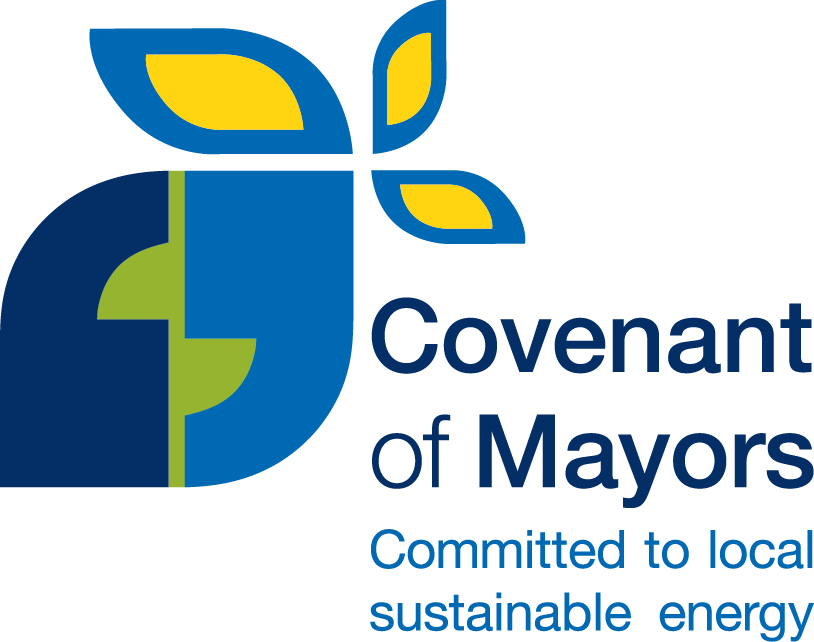 Covenant
of Mayors
Committed to local
sustainable energy